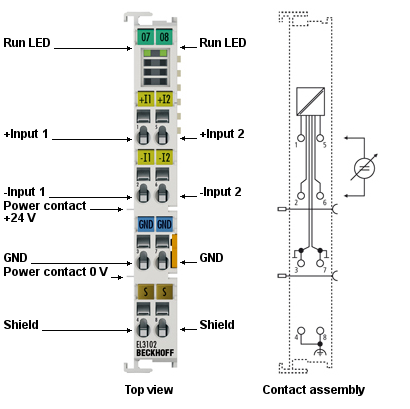 07 08
Run LED
Run LED
+I1 +I2
+Input 1
+Input 2
-I1 -I2
-Input 1
-Input 2
Power contact
+24 V
GND GND
GND
GND
Power contact 0 V
S S
Shield
Shield
EL3102
BECKHOFF
1 5
2 6
3 7
4 8
Top view
Contact assembly